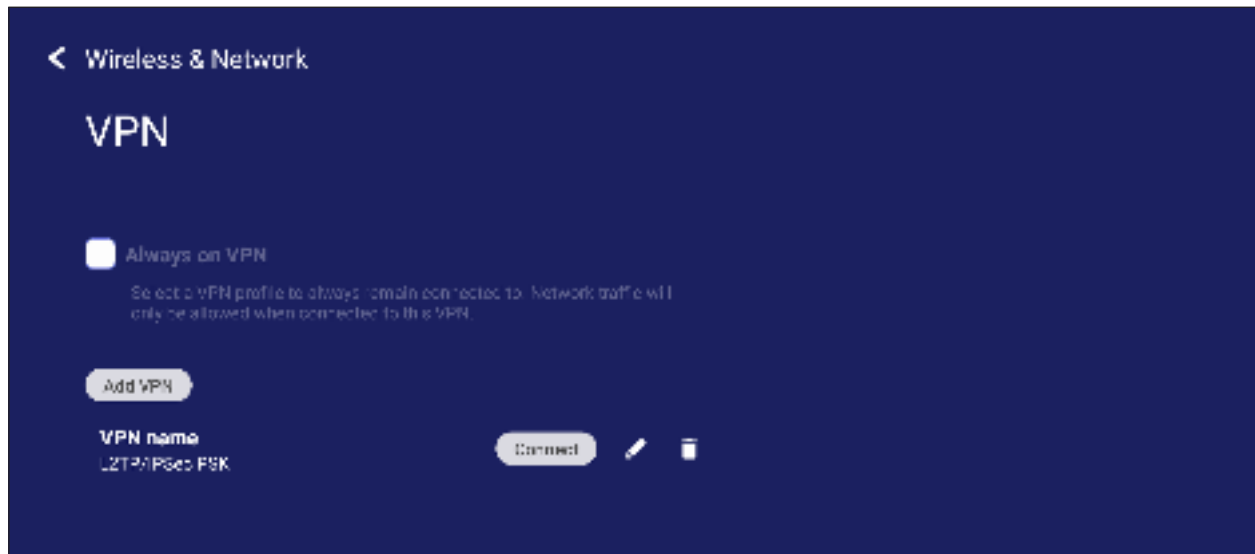 Wireless & Network
VPN
Always on VPN
Select a VPN profile to always remain connected to. Network traffic will
only be allowed when connected to this VPN.
Add VPN
VPN name
Connect
L2TP/IPSec PSK